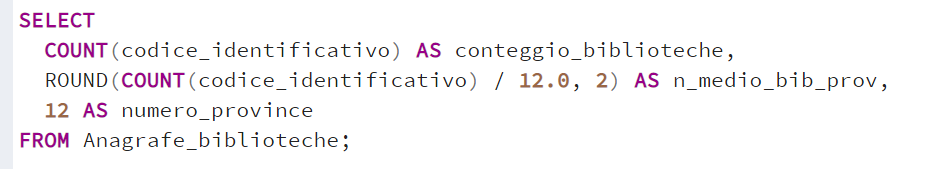 SELECT
COUNT(codice_identificativo) AS conteggio_biblioteche,
ROUND(COUNT(codice_identificativo) / 12.0, 2) AS n_medio_bib_prov,
12 AS numero_province
FROM Anagrafe_biblioteche;